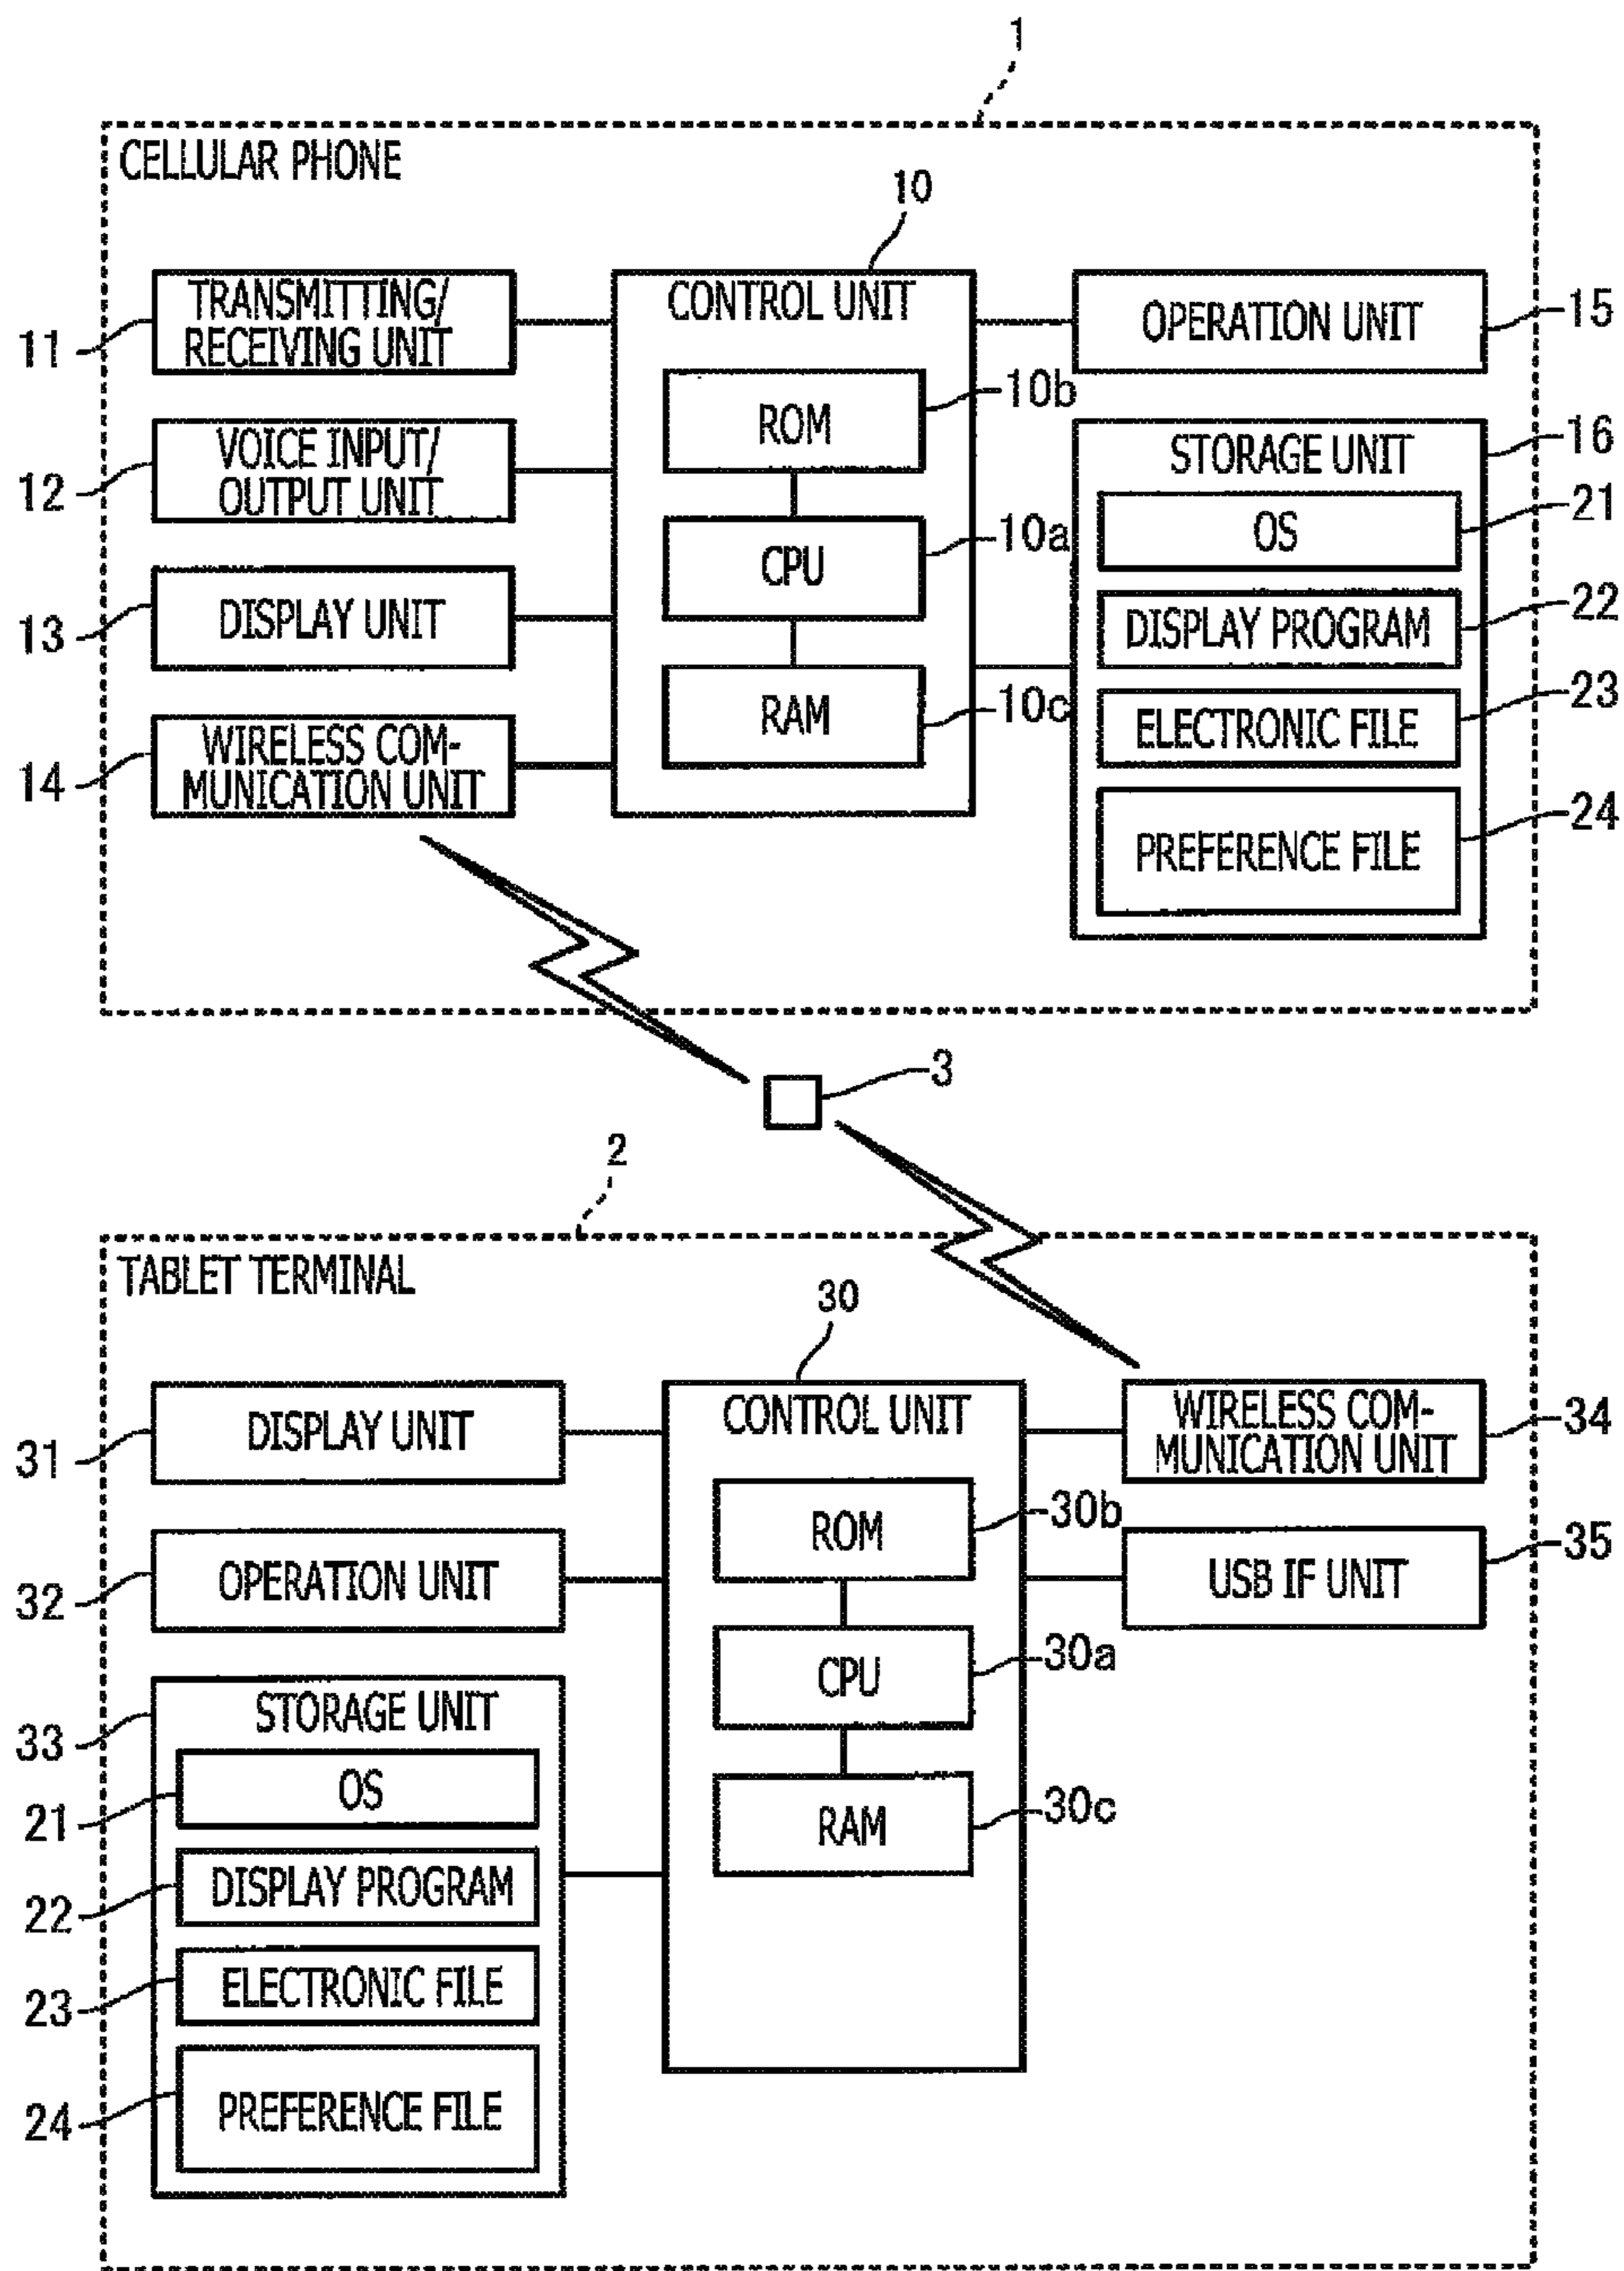 1
CELLULAR PHONE
10
TRANSMITTING/
RECEIVING UNIT
11
CONTROL UNIT
OPERATION UNIT
15
ROM
10b
VOICE INPUT/
OUTPUT UNIT
12
STORAGE UNIT
16
OS
21
CPU
10a
DISPLAY UNIT
13
DISPLAY PROGRAM
22
RAM
10c
ELECTRONIC FILE
23
WIRELESS COM-
MUNICATION UNIT
14
PREFERENCE FILE
24
3
2
TABLET TERMINAL
30
DISPLAY UNIT
31
CONTROL UNIT
WIRELESS COM-
MUNICATION UNIT
34
ROM
30b
OPERATION UNIT
32
USB IF UNIT
35
CPU
30a
STORAGE UNIT
33
OS
21
RAM
30c
DISPLAY PROGRAM
22
ELECTRONIC FILE
23
PREFERENCE FILE
24